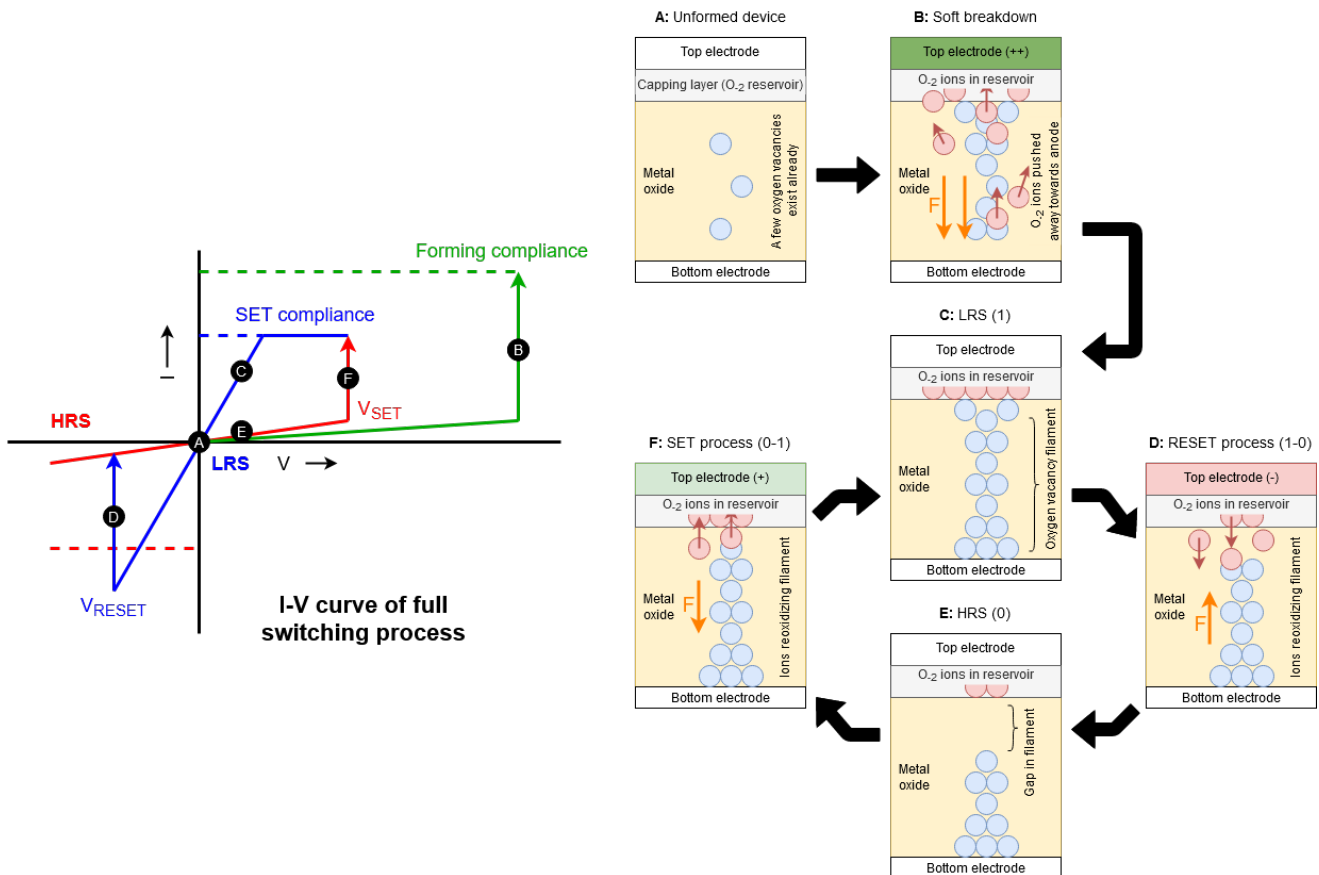 Forming compliance
SET compliance
I
B
C
F
HRS
V_SET
E
A
LRS
V
D
V_RESET
I-V curve of full
switching process
A: Unformed device
Top electrode
Capping layer (O-2 reservoir)
Metal
oxide
A few oxygen vacancies
exist already
Bottom electrode
B: Soft breakdown
Top electrode (++)
O-2 ions in reservoir
Metal
oxide
F
O-2 ions pushed
away towards anode
Bottom electrode
C: LRS (1)
Top electrode
O-2 ions in reservoir
Metal
oxide
Oxygen vacancy filament
Bottom electrode
D: RESET process (1-0)
Top electrode (-)
O-2 ions in reservoir
Metal
oxide
F
Ions reoxidizing filament
Bottom electrode
E: HRS (0)
Top electrode
O-2 ions in reservoir
Gap in filament
Metal
oxide
Bottom electrode
F: SET process (0-1)
Top electrode (+)
O-2 ions in reservoir
Metal
oxide
F
Ions reoxidizing filament
Bottom electrode